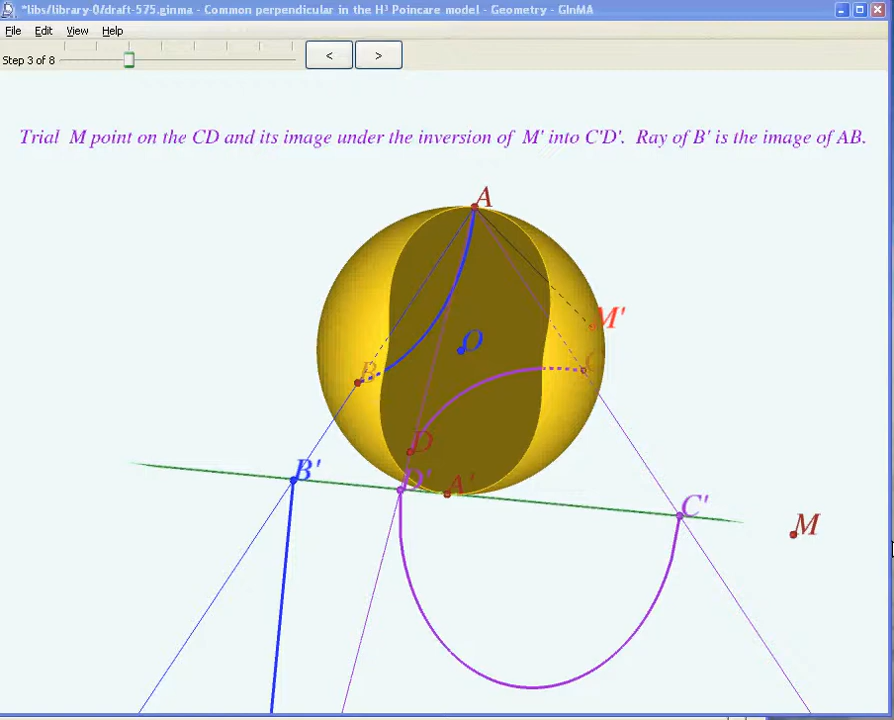 *libs/library-0/draft-575.ginma - Common perpendicular in the H³ Poincare model - Geometry - GInMA
File Edit View Help
Step 3 of 8 < >
Trial M point on the CD and its image under the inversion of M' into C'D'. Ray of B' is the image of AB.
A
M'
O
B C
D
B' D' A'
C' M